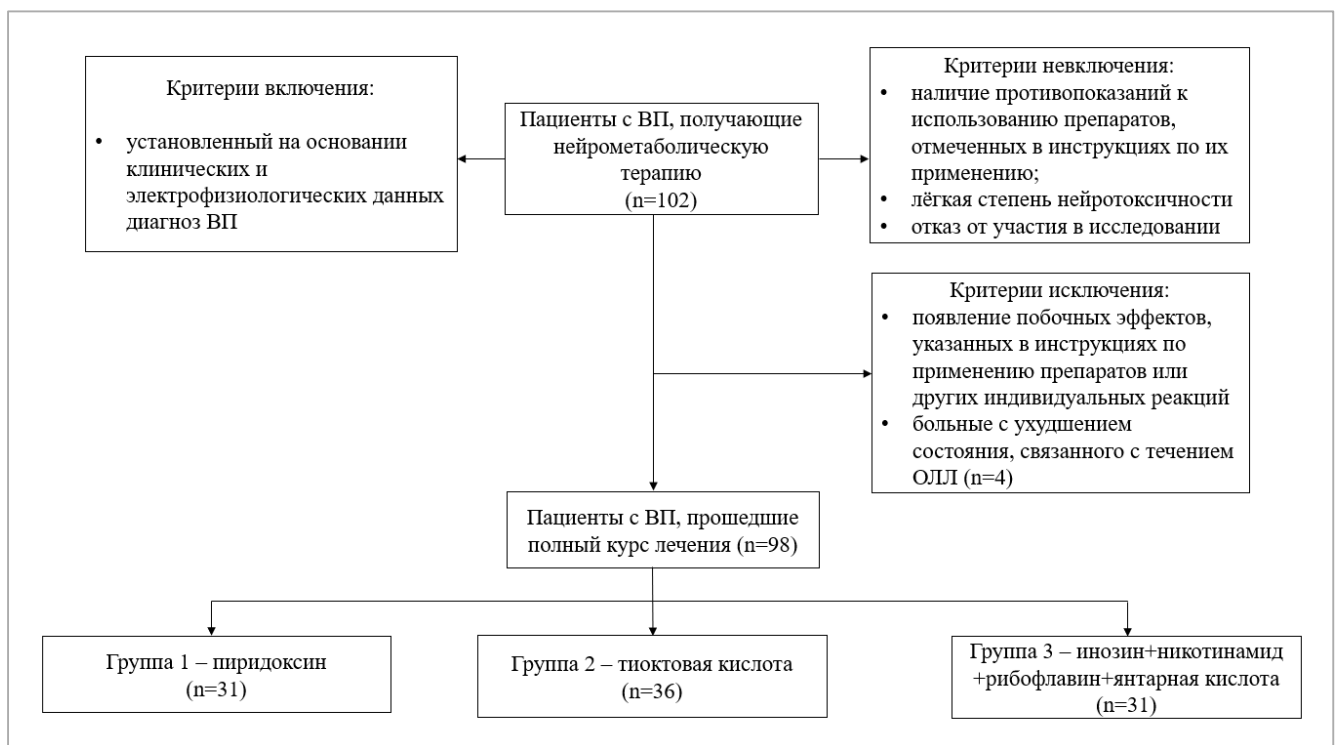 Критерии включения:
• установленный на основании
клинических и
электрофизиологических данных
диагноз ВП
Пациенты с ВП, получающие
нейрометаболическую
терапию
(n=102)
Критерии невключения:
• наличие противопоказаний к
использованию препаратов,
отмеченных в инструкциях по их
применению;
• лёгкая степень нейротоксичности
• отказ от участия в исследовании
Критерии исключения:
• появление побочных эффектов,
указанных в инструкциях по
применению препаратов или
других индивидуальных реакций
• больные с ухудшением
состояния, связанного с течением
ОЛЛ (n=4)
Пациенты с ВП, прошедшие
полный курс лечения (n=98)
Группа 1 – пиридоксин
(n=31)
Группа 2 – тиоктовая кислота
(n=36)
Группа 3 – инозин+никотинамид
+рибофлавин+янтарная кислота
(n=31)